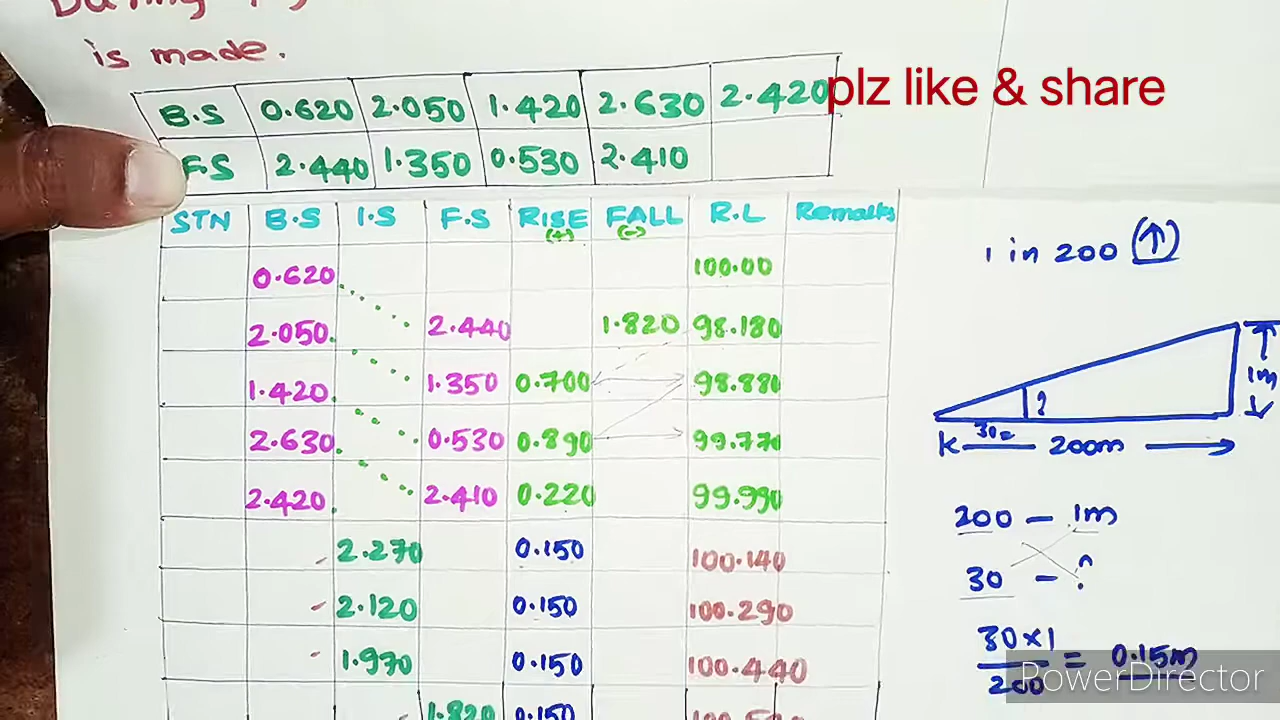 is made.
plz like & share
B.S 0.620 2.050 1.420 2.630 2.420
F.S 2.440 1.350 0.530 2.410
STN B.S I.S F.S RISE (+) FALL (-) R.L Remarks
0.620 100.00
2.050 2.440 1.820 98.180
1.420 1.350 0.700 98.880
2.630 0.530 0.890 99.770
2.420 2.410 0.220 99.990
2.270 0.150 100.140
2.120 0.150 100.290
1.970 0.150 100.440
1.820 0.150
1 in 200 (↑)
1m
?
30m
200m
200 - 1m
30 - ?
30×1
200
= 0.15m
PowerDirector